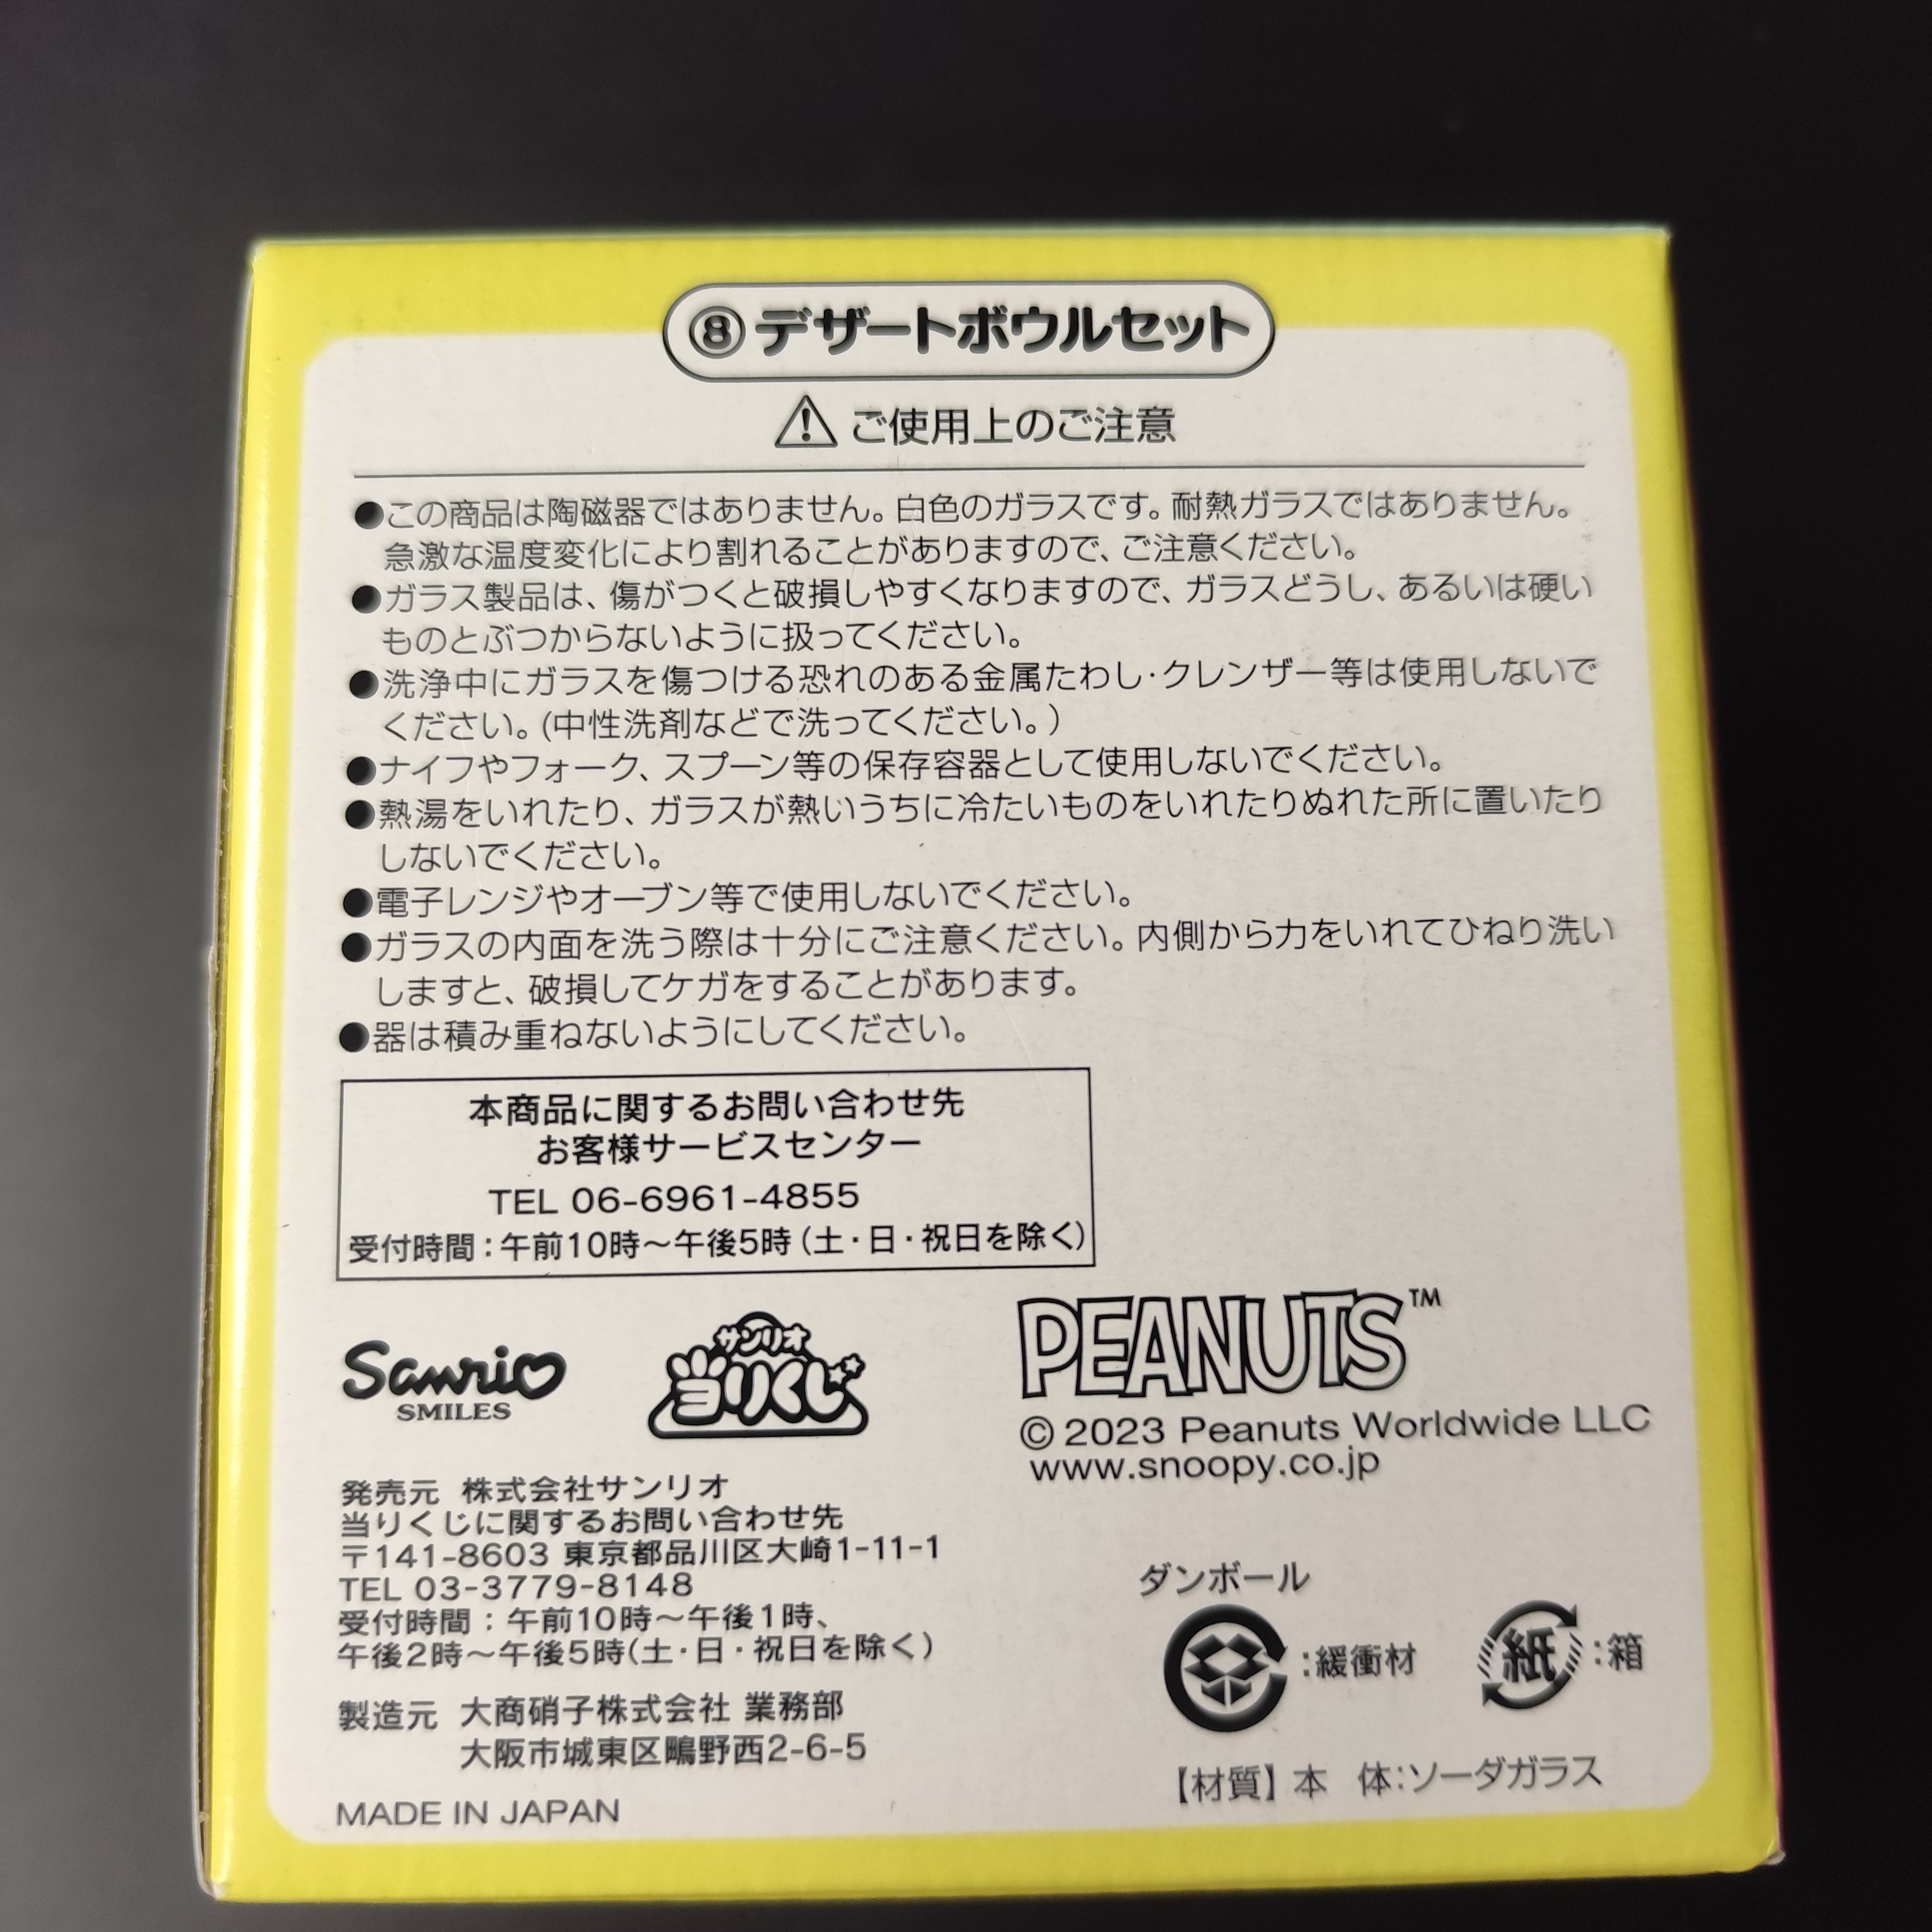 ⑧デザートボウルセット
⚠ご使用上のご注意
●この商品は陶磁器ではありません。白色のガラスです。耐熱ガラスではありません。
急激な温度変化により割れることがありますので、ご注意ください。
●ガラス製品は、傷がつくと破損しやすくなりますので、ガラスどうし、あるいは硬い
ものとぶつからないように扱ってください。
●洗浄中にガラスを傷つける恐れのある金属たわし･クレンザー等は使用しないで
ください。(中性洗剤などで洗ってください。)
●ナイフやフォーク、スプーン等の保存容器として使用しないでください。
●熱湯をいれたり、ガラスが熱いうちに冷たいものをいれたりぬれた所に置いたり
しないでください。
●電子レンジやオーブン等で使用しないでください。
●ガラスの内面を洗う際は十分にご注意ください。内側から力をいれてひねり洗い
しますと、破損してケガをすることがあります。
●器は積み重ねないようにしてください。
本商品に関するお問い合わせ先
お客様サービスセンター
TEL 06-6961-4855
受付時間：午前10時～午後5時（土・日・祝日を除く）
Sanrio
SMILES
サンリオ
当りくじ
PEANUTS™
© 2023 Peanuts Worldwide LLC
www.snoopy.co.jp
発売元 株式会社サンリオ
当りくじに関するお問い合わせ先
〒141-8603 東京都品川区大崎1-11-1
TEL 03-3779-8148
受付時間：午前10時～午後1時、
午後2時～午後5時(土・日・祝日を除く)
製造元 大商硝子株式会社 業務部
大阪市城東区鴫野西2-6-5
MADE IN JAPAN
ダンボール
:緩衝材
紙:箱
【材質】本 体:ソーダガラス